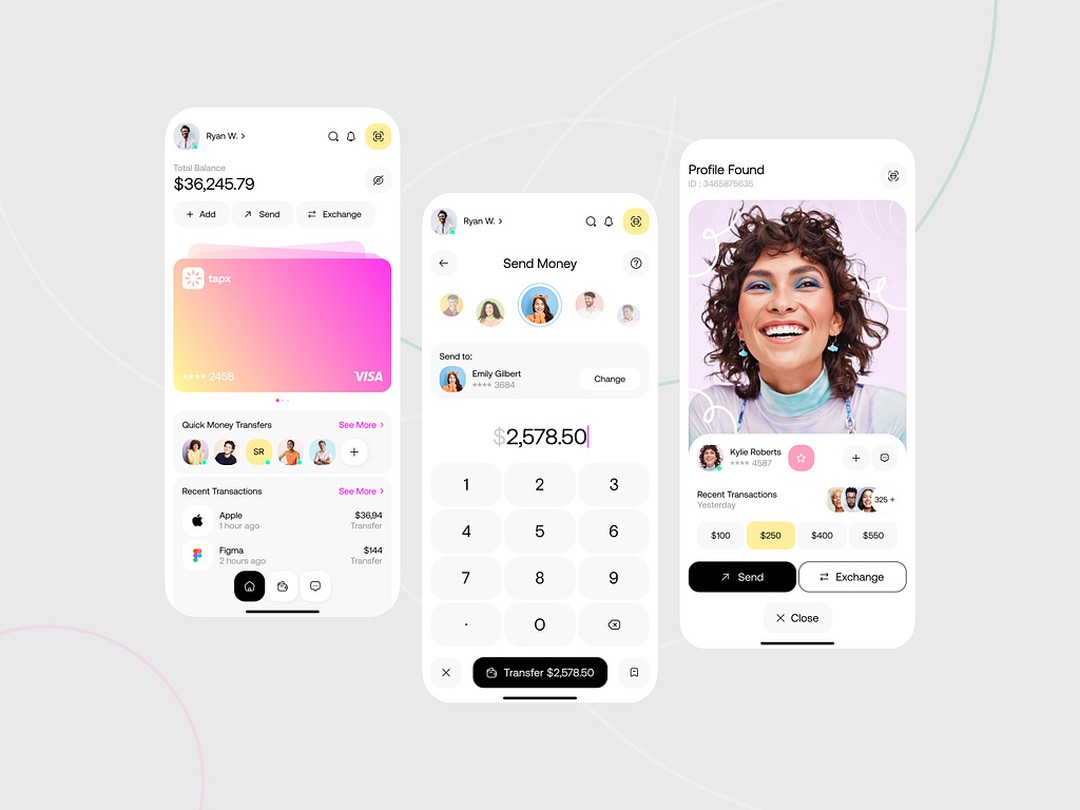 Ryan W. >
Total Balance
$36,245.79
+ Add
Send
Exchange
tapx
**** 2458
VISA
Quick Money Transfers
See More >
SR
+
Recent Transactions
See More >
Apple
$36,94
1 hour ago
Transfer
Figma
$144
2 hours ago
Transfer
Ryan W. >
Send Money
Send to:
Emily Gilbert
**** 3684
Change
$2,578.50
1 2 3
4 5 6
7 8 9
. 0
Transfer $2,578.50
Profile Found
ID : 3465875635
Kylie Roberts
**** 4587
+
Recent Transactions
Yesterday
325 +
$100 $250 $400 $550
Send
Exchange
Close